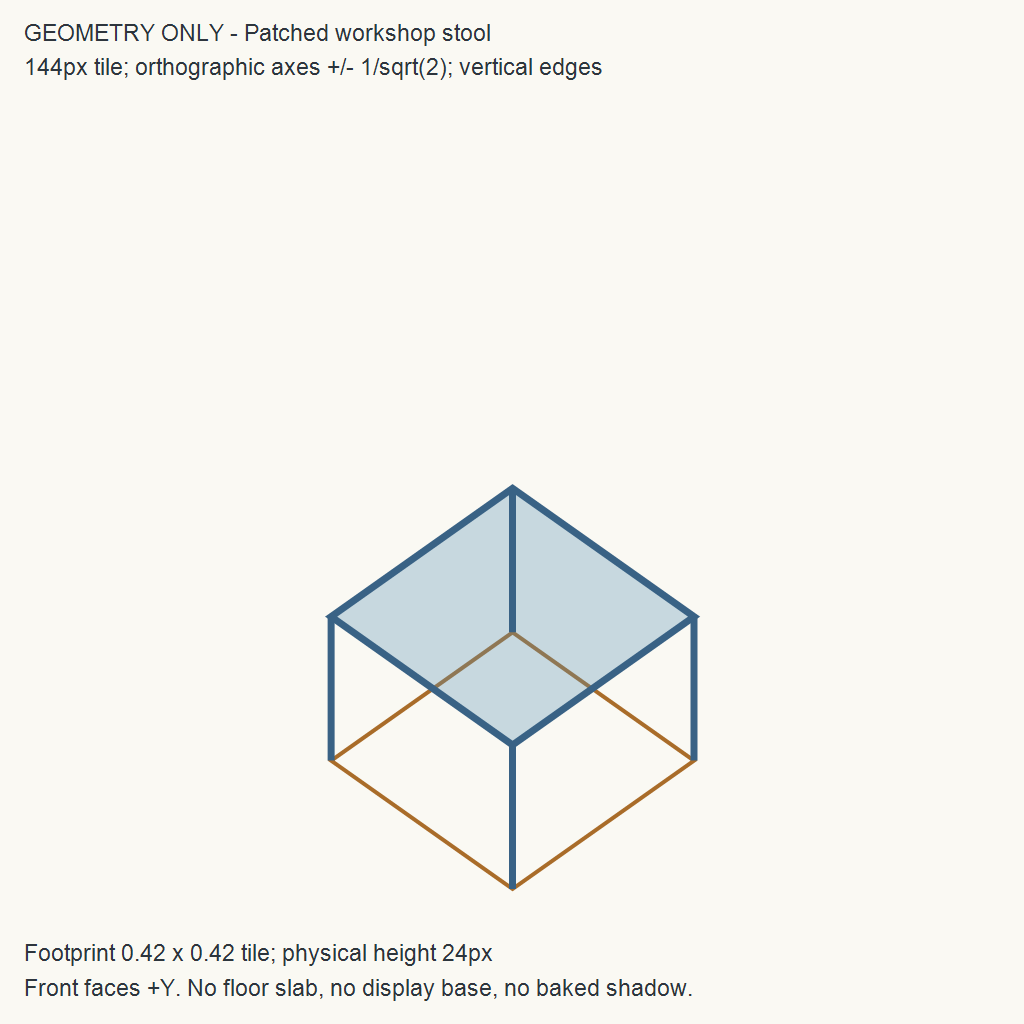 GEOMETRY ONLY - Patched workshop stool
144px tile; orthographic axes +/- 1/sqrt(2); vertical edges
Footprint 0.42 x 0.42 tile; physical height 24px
Front faces +Y. No floor slab, no display base, no baked shadow.